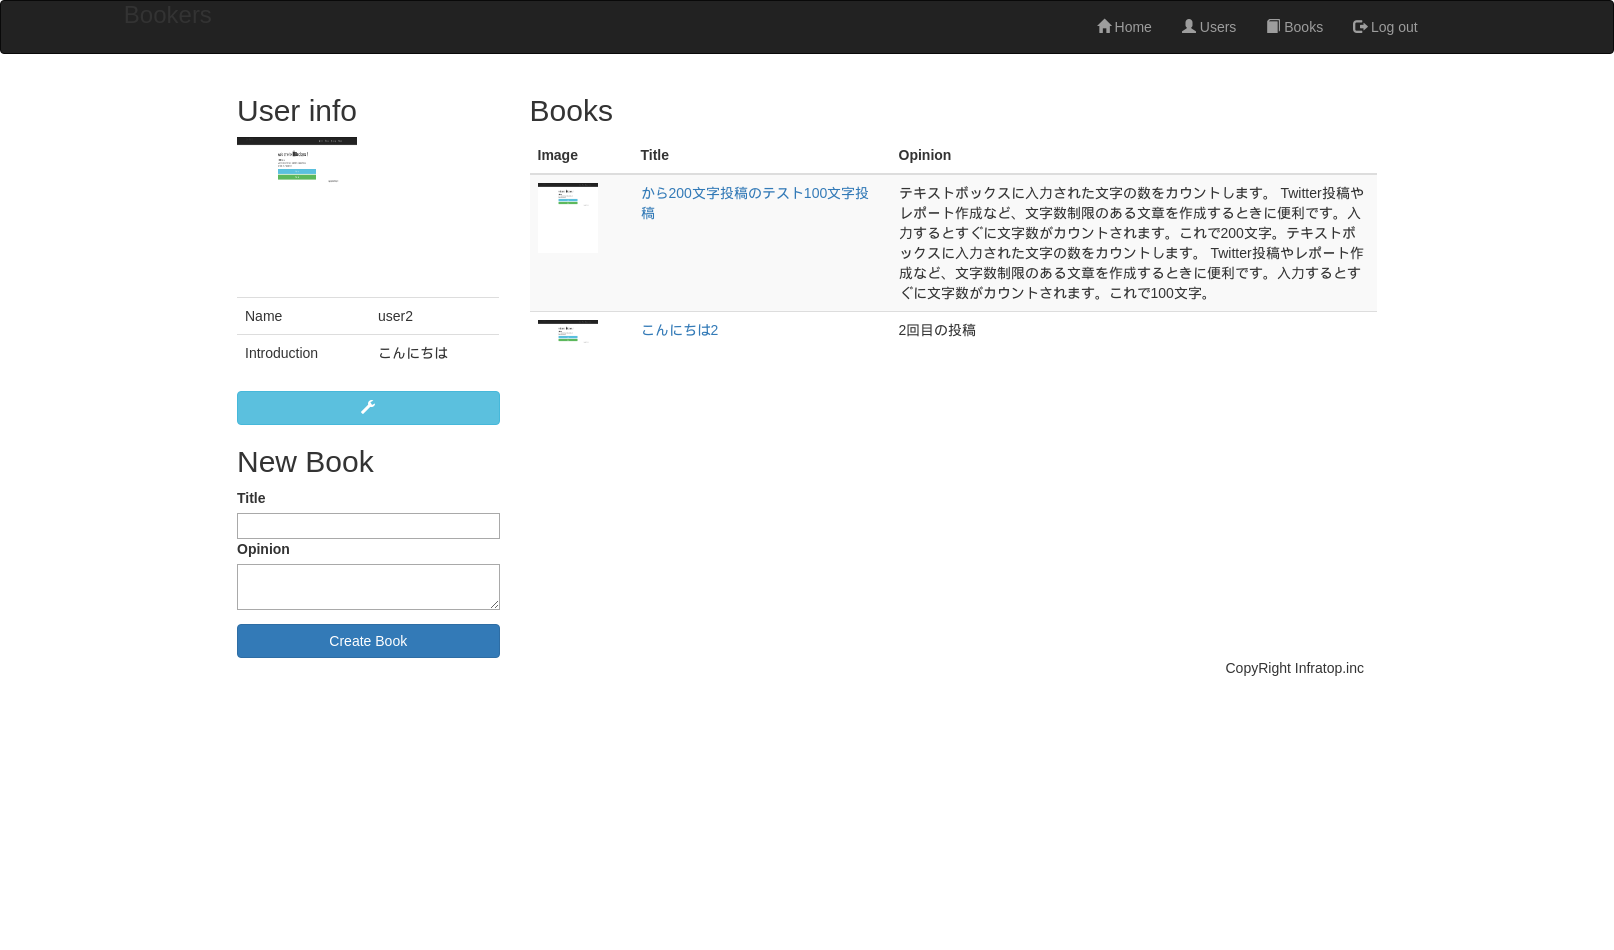 Bookers
Home
Users
Books
Log out
User info
Name
user2
Introduction
こんにちは
New Book
Title
Opinion
Create Book
Books
Image
Title
Opinion
から200文字投稿のテスト100文字投
稿
テキストボックスに入力された文字の数をカウントします。 Twitter投稿や
レポート作成など、文字数制限のある文章を作成するときに便利です。入
力するとすぐに文字数がカウントされます。これで200文字。テキストボ
ックスに入力された文字の数をカウントします。 Twitter投稿やレポート作
成など、文字数制限のある文章を作成するときに便利です。入力するとす
ぐに文字数がカウントされます。これで100文字。
こんにちは2
2回目の投稿
CopyRight Infratop.inc